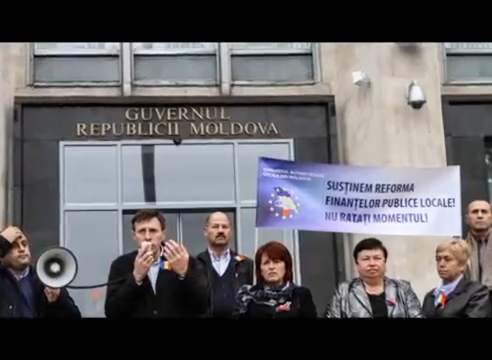 GUVERNUL
REPUBLICII MOLDOVA
SUSȚINEM REFORMA
FINANȚELOR PUBLICE LOCALE!
NU RATAȚI MOMENTUL!